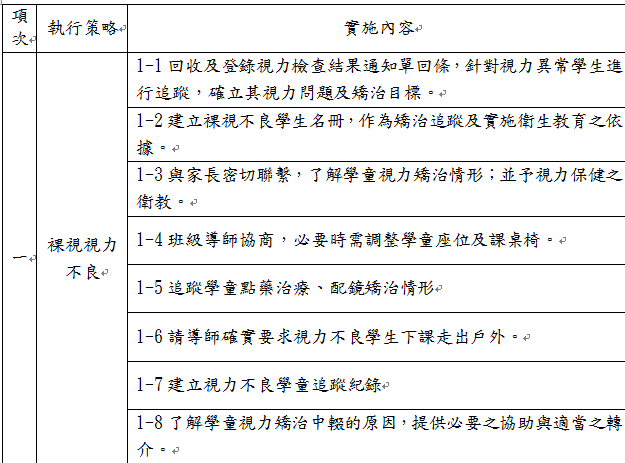 項次 執行策略 實施內容
一 裸視視力不良
1-1 回收及登錄視力檢查結果通知單回條，針對視力異常學生進
行追蹤，確立其視力問題及矯治目標。
1-2 建立裸視不良學生名冊，作為矯治追蹤及實施衛生教育之依
據。
1-3 與家長密切聯繫，了解學童視力矯治情形；並予視力保健之
衛教。
1-4 班級導師協商，必要時需調整學童座位及課桌椅。
1-5 追蹤學童點藥治療、配鏡矯治情形
1-6 請導師確實要求視力不良學生下課走出戶外。
1-7 建立視力不良學童追蹤紀錄
1-8 了解學童視力矯治中輟的原因，提供必要之協助與適當之轉
介。